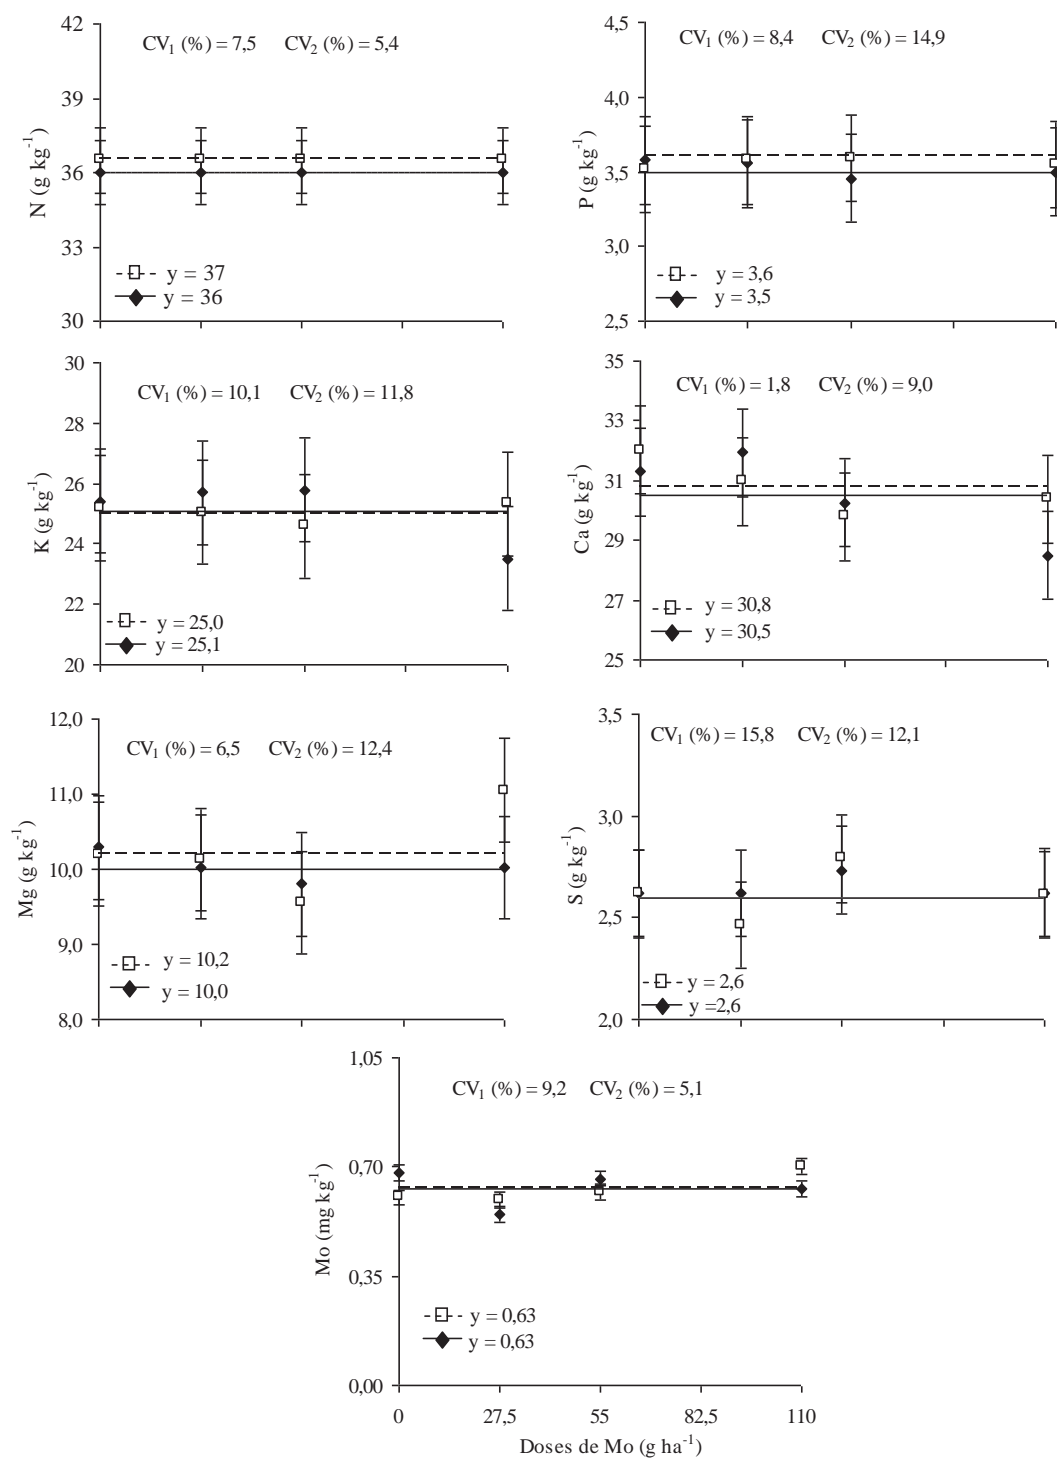 42
39
36
33
30
N (g kg-1)
CV1 (%) = 7,5 CV2 (%) = 5,4
y = 37
y = 36
4,5
4,0
3,5
3,0
2,5
P (g kg-1)
CV1 (%) = 8,4 CV2 (%) = 14,9
y = 3,6
y = 3,5
30
28
26
24
22
20
K (g kg-1)
CV1 (%) = 10,1 CV2 (%) = 11,8
y = 25,0
y = 25,1
35
33
31
29
27
25
Ca (g kg-1)
CV1 (%) = 1,8 CV2 (%) = 9,0
y = 30,8
y = 30,5
12,0
11,0
10,0
9,0
8,0
Mg (g kg-1)
CV1 (%) = 6,5 CV2 (%) = 12,4
y = 10,2
y = 10,0
3,5
3,0
2,5
2,0
S (g kg-1)
CV1 (%) = 15,8 CV2 (%) = 12,1
y = 2,6
y =2,6
1,05
0,70
0,35
0,00
Mo (mg kg-1)
CV1 (%) = 9,2 CV2 (%) = 5,1
y = 0,63
y = 0,63
0 27,5 55 82,5 110
Doses de Mo (g ha-1)